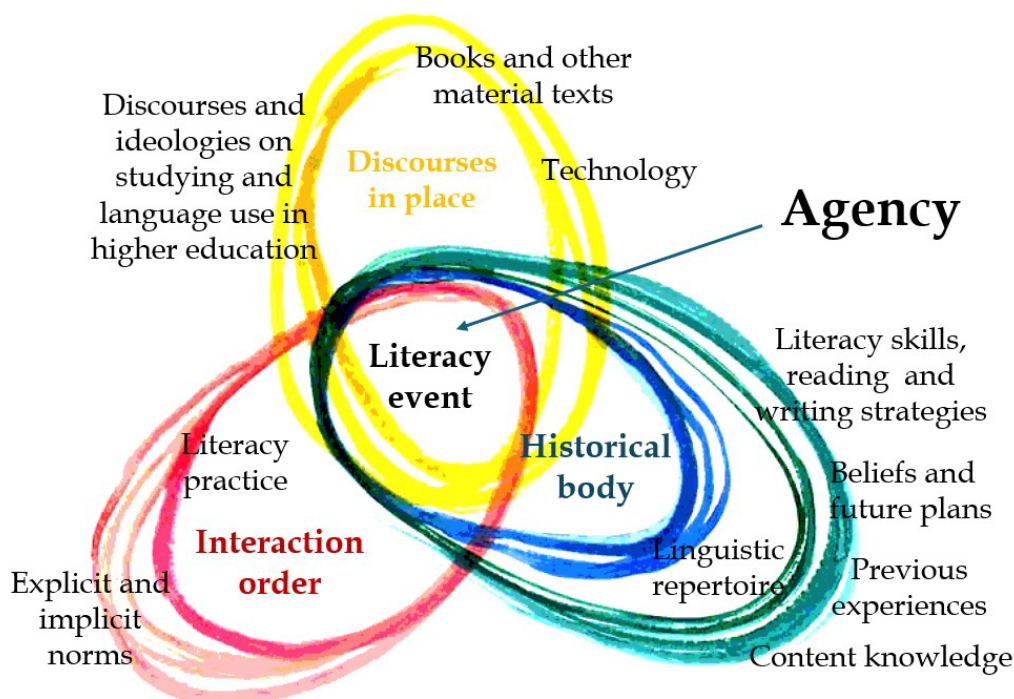 Books and other
material texts
Discourses and
ideologies on
studying and
language use in
higher education
Discourses
in place
Technology
Agency
Literacy
event
Literacy skills,
reading and
writing strategies
Literacy
practice
Historical
body
Beliefs and
future plans
Interaction
order
Linguistic
repertoire
Previous
experiences
Explicit and
implicit
norms
Content knowledge